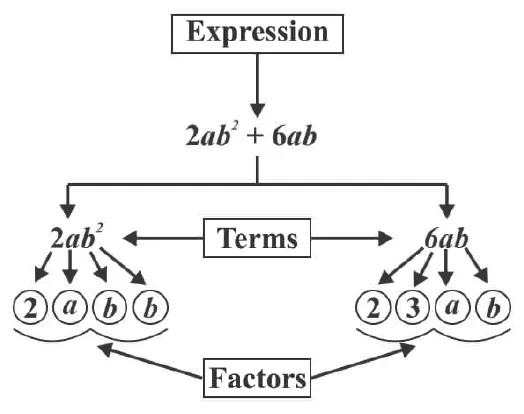 Expression
2ab² + 6ab
2ab² Terms 6ab
2 a b b 2 3 a b
Factors